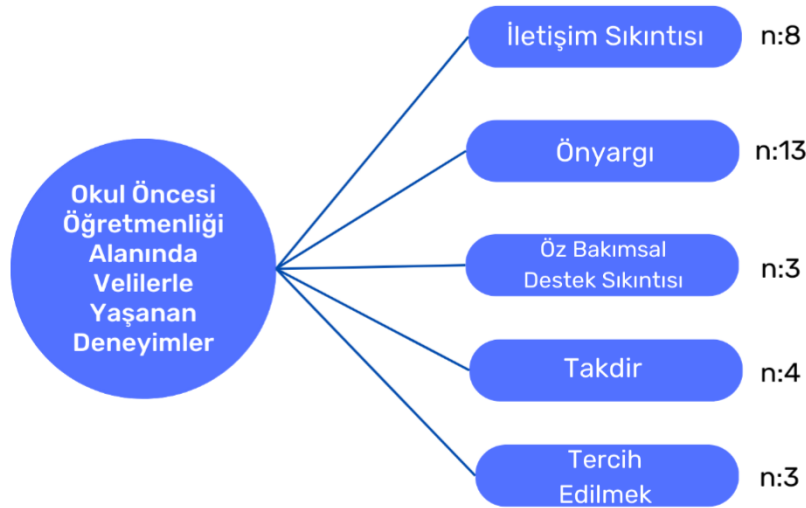 Okul Öncesi
Öğretmenliği
Alanında
Velilerle
Yaşanan
Deneyimler
İletişim Sıkıntısı
n:8
Önyargı
n:13
Öz Bakımsal
Destek Sıkıntısı
n:3
Takdir
n:4
Tercih
Edilmek
n:3